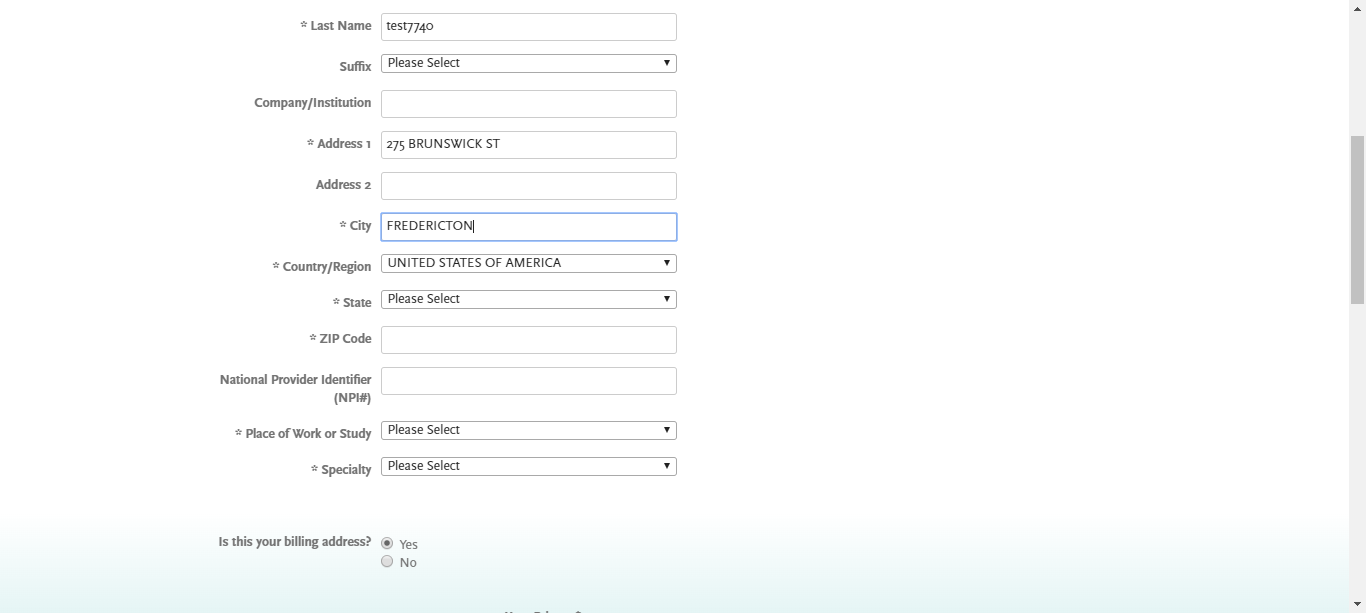 * Last Name test7740
Suffix Please Select
Company/Institution
* Address 1 275 BRUNSWICK ST
Address 2
* City FREDERICTON
* Country/Region UNITED STATES OF AMERICA
* State Please Select
* ZIP Code
National Provider Identifier
(NPI#)
* Place of Work or Study Please Select
* Specialty Please Select
Is this your billing address? Yes
No